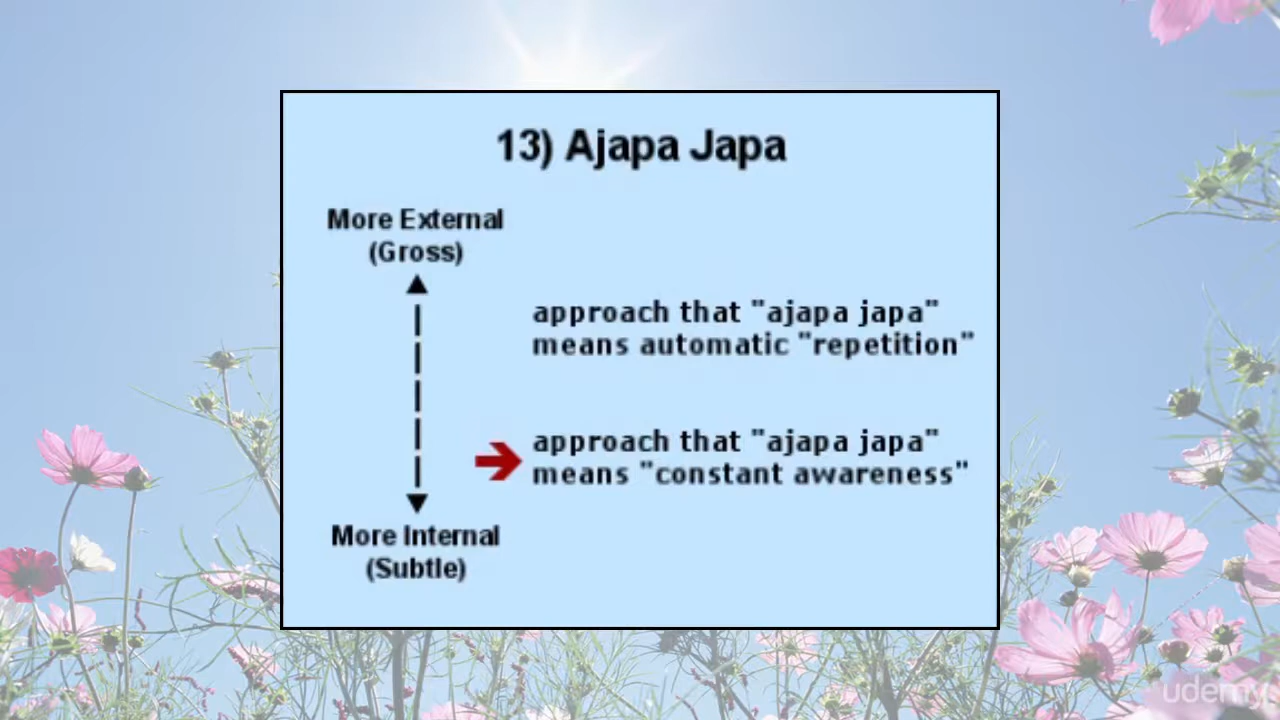 13) Ajapa Japa
More External
(Gross)
approach that "ajapa japa"
means automatic "repetition"
approach that "ajapa japa"
means "constant awareness"
More Internal
(Subtle)
udemy